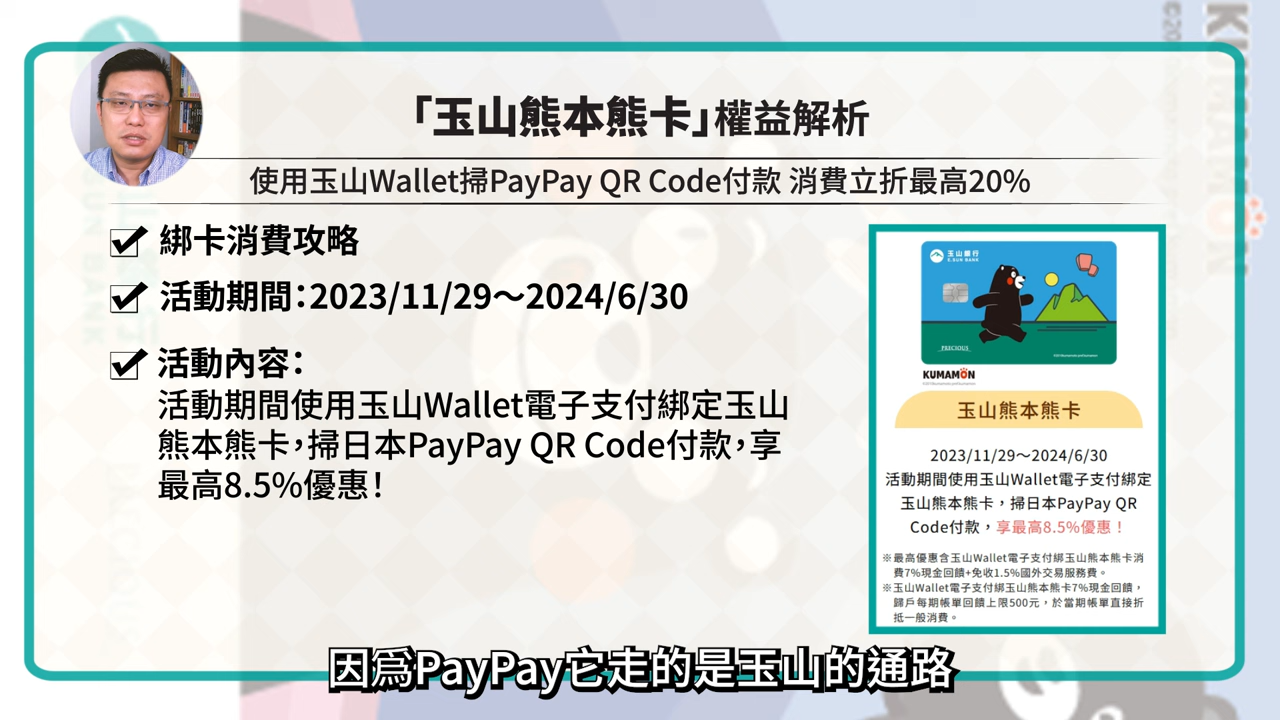 「玉山熊本熊卡」權益解析
使用玉山Wallet掃PayPay QR Code付款 消費立折最高20%
綁卡消費攻略
活動期間：2023/11/29～2024/6/30
活動內容：
活動期間使用玉山Wallet電子支付綁定玉山
熊本熊卡，掃日本PayPay QR Code付款，享
最高8.5%優惠！
玉山銀行
E.SUN BANK
PRECIOUS
KUMAMON
玉山熊本熊卡
2023/11/29～2024/6/30
活動期間使用玉山Wallet電子支付綁定
玉山熊本熊卡，掃日本PayPay QR
Code付款，享最高8.5%優惠！
※最高優惠含玉山Wallet電子支付綁玉山熊本熊卡消
費7%現金回饋+免收1.5%國外交易服務費。
※玉山Wallet電子支付綁玉山熊本熊卡7%現金回饋，
歸戶每期帳單回饋上限500元，於當期帳單直接折
抵一般消費。
因爲PayPay它走的是玉山的通路